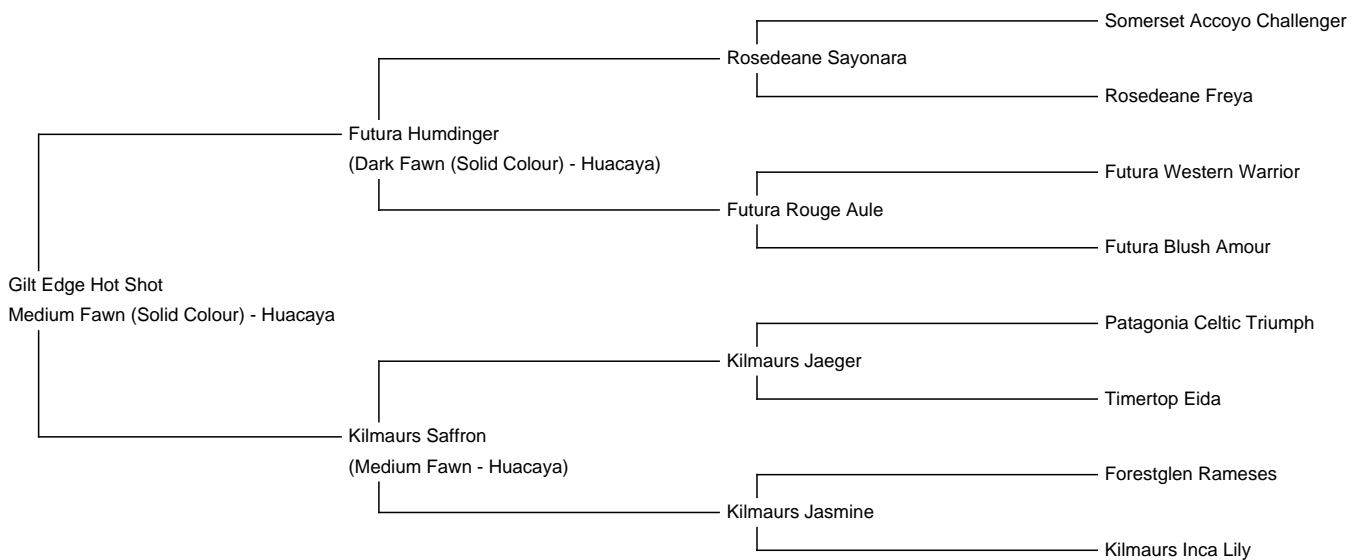 Somerset Accoyo Challenger
Rosedeane Sayonara
Rosedeane Freya
Futura Humdinger
(Dark Fawn (Solid Colour) - Huacaya)
Futura Western Warrior
Futura Rouge Aule
Futura Blush Amour
Gilt Edge Hot Shot
Medium Fawn (Solid Colour) - Huacaya
Patagonia Celtic Triumph
Kilmaurs Jaeger
Timertop Eida
Kilmaurs Saffron
(Medium Fawn - Huacaya)
Forestglen Rameses
Kilmaurs Jasmine
Kilmaurs Inca Lily